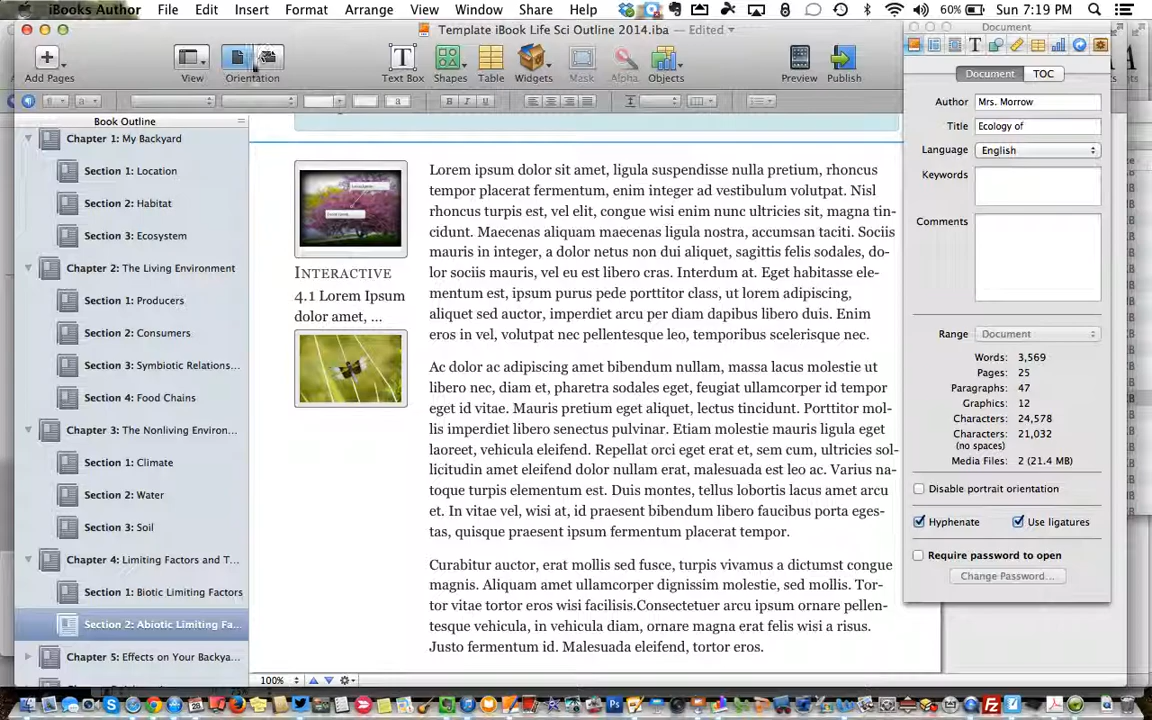 iBooks Author File Edit Insert Format Arrange View Window Share Help 60% Sun 7:19 PM
Template iBook Life Sci Outline 2014.iba — Edited
Document
Add Pages View Orientation Text Box Shapes Table Widgets Mask Alpha Objects Preview Publish
Document TOC
B I U
Author Mrs. Morrow
Title Ecology of
Language English
Keywords
Comments
Range Document
Words: 3,569
Pages: 25
Paragraphs: 47
Graphics: 12
Characters: 24,578
Characters: 21,032
(no spaces)
Media Files: 2 (21.4 MB)
Disable portrait orientation
Hyphenate Use ligatures
Require password to open
Change Password...
Book Outline
Chapter 1: My Backyard
Section 1: Location
Section 2: Habitat
Section 3: Ecosystem
Chapter 2: The Living Environment
Section 1: Producers
Section 2: Consumers
Section 3: Symbiotic Relations...
Section 4: Food Chains
Chapter 3: The Nonliving Environ...
Section 1: Climate
Section 2: Water
Section 3: Soil
Chapter 4: Limiting Factors and T...
Section 1: Biotic Limiting Factors
Section 2: Abiotic Limiting Fa...
Chapter 5: Effects on Your Backya...
Interactive
4.1 Lorem Ipsum
dolor amet, ...
Lorem ipsum dolor sit amet, ligula suspendisse nulla pretium, rhoncus
tempor placerat fermentum, enim integer ad vestibulum volutpat. Nisl
rhoncus turpis est, vel elit, congue wisi enim nunc ultricies sit, magna tin-
cidunt. Maecenas aliquam maecenas ligula nostra, accumsan taciti. Sociis
mauris in integer, a dolor netus non dui aliquet, sagittis felis sodales, do-
lor sociis mauris, vel eu est libero cras. Interdum at. Eget habitasse ele-
mentum est, ipsum purus pede porttitor class, ut lorem adipiscing,
aliquet sed auctor, imperdiet arcu per diam dapibus libero duis. Enim
eros in vel, volutpat nec pellentesque leo, temporibus scelerisque nec.
Ac dolor ac adipiscing amet bibendum nullam, massa lacus molestie ut
libero nec, diam et, pharetra sodales eget, feugiat ullamcorper id tempor
eget id vitae. Mauris pretium eget aliquet, lectus tincidunt. Porttitor mol-
lis imperdiet libero senectus pulvinar. Etiam molestie mauris ligula eget
laoreet, vehicula eleifend. Repellat orci eget erat et, sem cum, ultricies sol-
licitudin amet eleifend dolor nullam erat, malesuada est leo ac. Varius na-
toque turpis elementum est. Duis montes, tellus lobortis lacus amet arcu
et. In vitae vel, wisi at, id praesent bibendum libero faucibus porta eges-
tas, quisque praesent ipsum fermentum placerat tempor.
Curabitur auctor, erat mollis sed fusce, turpis vivamus a dictumst congue
magnis. Aliquam amet ullamcorper dignissim molestie, sed mollis. Tor-
tor vitae tortor eros wisi facilisis.Consectetuer arcu ipsum ornare pellen-
tesque vehicula, in vehicula diam, ornare magna erat felis wisi a risus.
Justo fermentum id. Malesuada eleifend, tortor eros.
100%